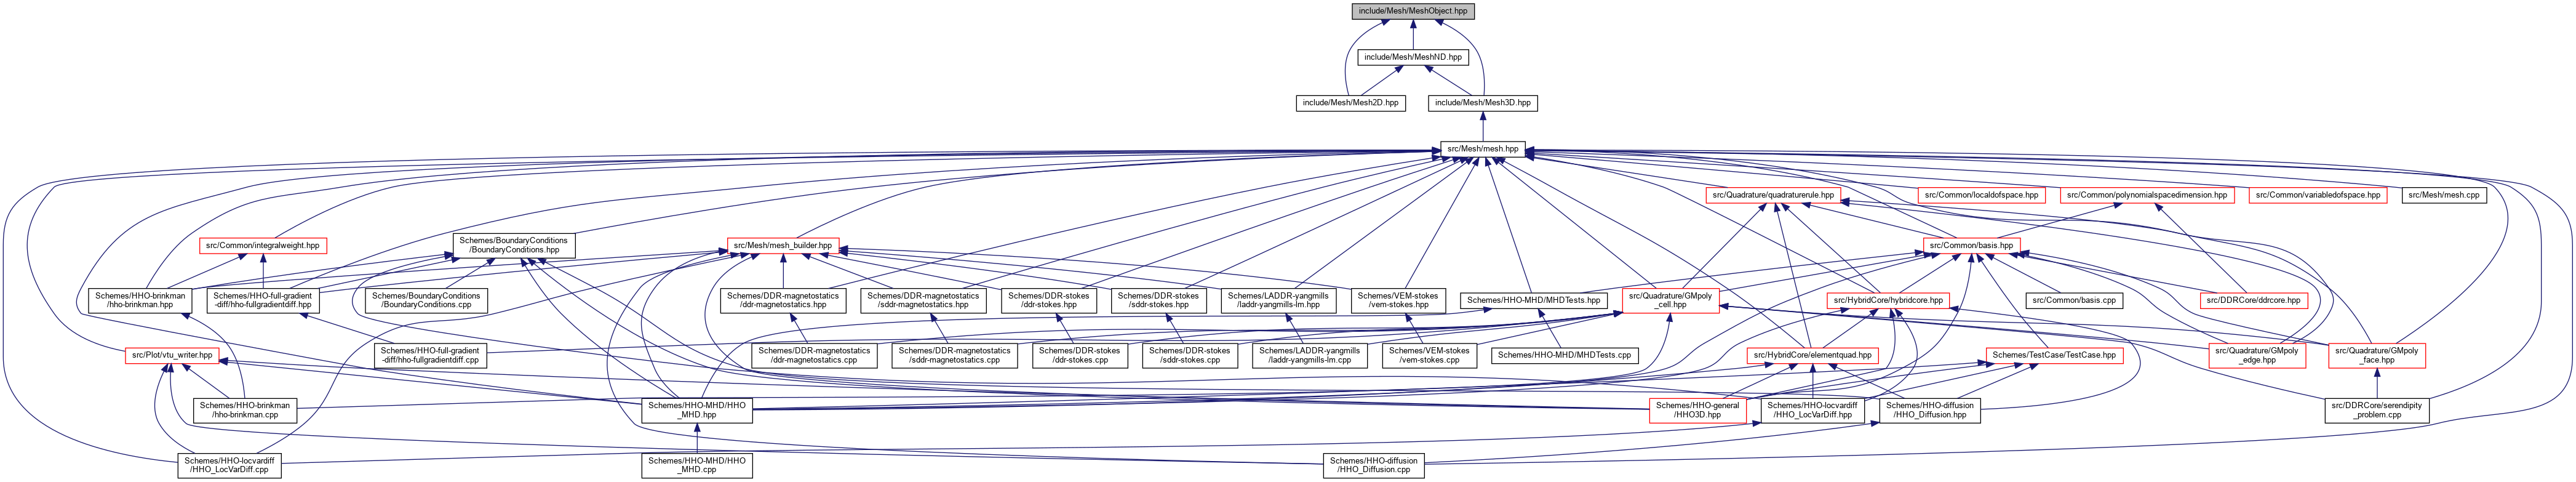 include/Mesh/MeshObject.hpp
include/Mesh/MeshND.hpp
include/Mesh/Mesh2D.hpp
include/Mesh/Mesh3D.hpp
src/Mesh/mesh.hpp
src/Quadrature/quadraturerule.hpp
src/Common/localdofspace.hpp
src/Common/polynomialspacedimension.hpp
src/Common/variabledofspace.hpp
src/Mesh/mesh.cpp
src/Common/integralweight.hpp
Schemes/BoundaryConditions
/BoundaryConditions.hpp
src/Mesh/mesh_builder.hpp
src/Common/basis.hpp
Schemes/HHO-brinkman
/hho-brinkman.hpp
Schemes/HHO-full-gradient
-diff/hho-fullgradientdiff.hpp
Schemes/BoundaryConditions
/BoundaryConditions.cpp
Schemes/DDR-magnetostatics
/ddr-magnetostatics.hpp
Schemes/DDR-magnetostatics
/sddr-magnetostatics.hpp
Schemes/DDR-stokes
/ddr-stokes.hpp
Schemes/DDR-stokes
/sddr-stokes.hpp
Schemes/LADDR-yangmills
/laddr-yangmills-lm.hpp
Schemes/VEM-stokes
/vem-stokes.hpp
Schemes/HHO-MHD/MHDTests.hpp
src/Quadrature/GMpoly
_cell.hpp
src/HybridCore/hybridcore.hpp
src/Common/basis.cpp
src/DDRCore/ddrcore.hpp
src/Plot/vtu_writer.hpp
Schemes/HHO-full-gradient
-diff/hho-fullgradientdiff.cpp
Schemes/DDR-magnetostatics
/ddr-magnetostatics.cpp
Schemes/DDR-magnetostatics
/sddr-magnetostatics.cpp
Schemes/DDR-stokes
/ddr-stokes.cpp
Schemes/DDR-stokes
/sddr-stokes.cpp
Schemes/LADDR-yangmills
/laddr-yangmills-lm.cpp
Schemes/VEM-stokes
/vem-stokes.cpp
Schemes/HHO-MHD/MHDTests.cpp
src/HybridCore/elementquad.hpp
Schemes/TestCase/TestCase.hpp
src/Quadrature/GMpoly
_edge.hpp
src/Quadrature/GMpoly
_face.hpp
Schemes/HHO-brinkman
/hho-brinkman.cpp
Schemes/HHO-MHD/HHO
_MHD.hpp
Schemes/HHO-general
/HHO3D.hpp
Schemes/HHO-locvardiff
/HHO_LocVarDiff.hpp
Schemes/HHO-diffusion
/HHO_Diffusion.hpp
src/DDRCore/serendipity
_problem.cpp
Schemes/HHO-locvardiff
/HHO_LocVarDiff.cpp
Schemes/HHO-MHD/HHO
_MHD.cpp
Schemes/HHO-diffusion
/HHO_Diffusion.cpp